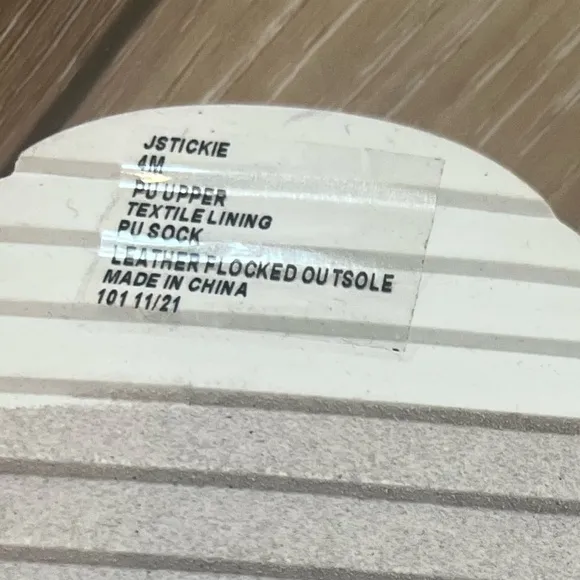 JSTICKIE
4M
PU UPPER
TEXTILE LINING
PU SOCK
LEATHER FLOCKED OUTSOLE
MADE IN CHINA
101 11/21